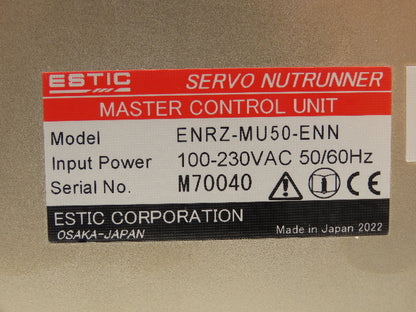 ESTIC SERVO NUTRUNNER
MASTER CONTROL UNIT
Model ENRZ-MU50-ENN
Input Power 100-230VAC 50/60Hz
Serial No. M70040 CE
ESTIC CORPORATION
OSAKA-JAPAN Made in Japan 2022